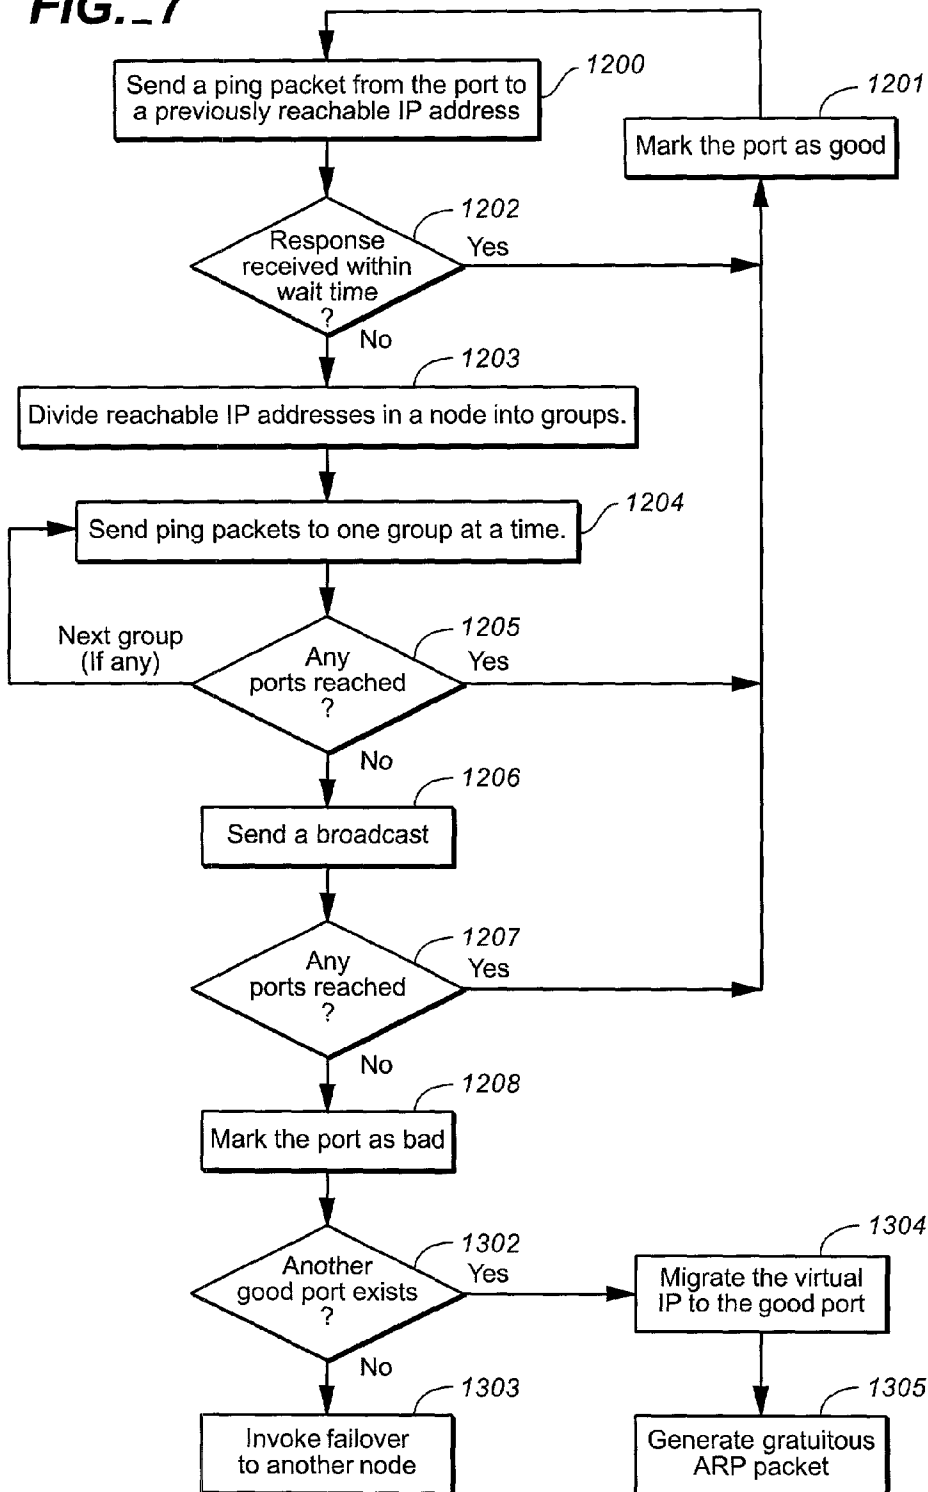 FIG._7
Send a ping packet from the port to
a previously reachable IP address
1200
1201
Mark the port as good
1202
Response
received within
wait time
?
Yes
No
1203
Divide reachable IP addresses in a node into groups.
1204
Send ping packets to one group at a time.
Next group
(If any)
1205
Any
ports reached
?
Yes
No
1206
Send a broadcast
1207
Any
ports reached
?
Yes
No
1208
Mark the port as bad
1302
Another
good port exists
?
Yes
No
1304
Migrate the virtual
IP to the good port
1303
Invoke failover
to another node
1305
Generate gratuitous
ARP packet